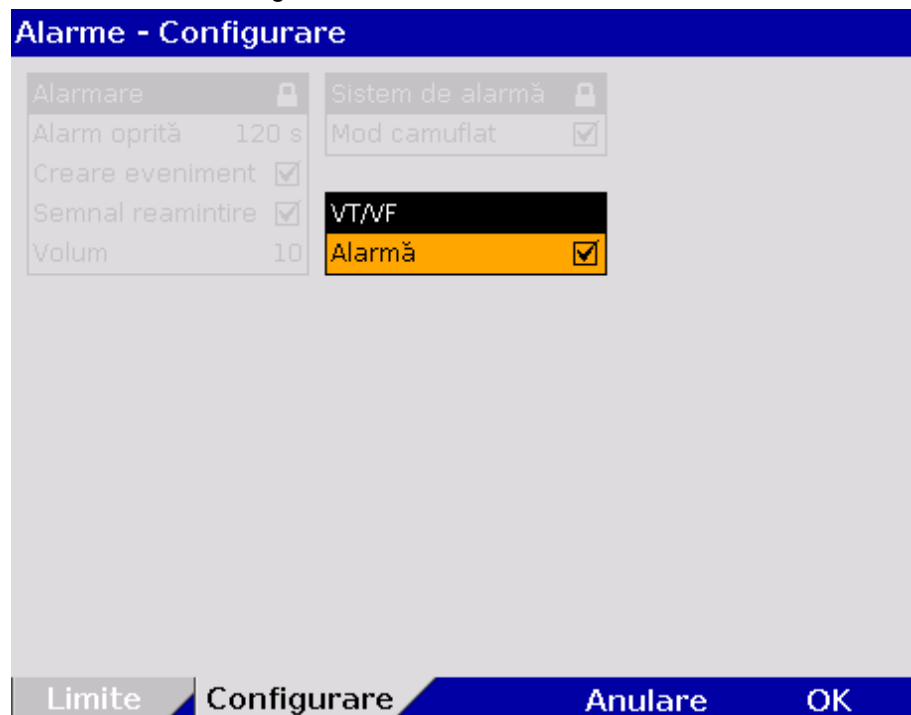 Alarme - Configurare
Alarmare
Alarm oprită 120 s
Creare eveniment
Semnal reamintire
Volum 10
Sistem de alarmă
Mod camuflat
VT/VF
Alarmă
Limite Configurare Anulare OK